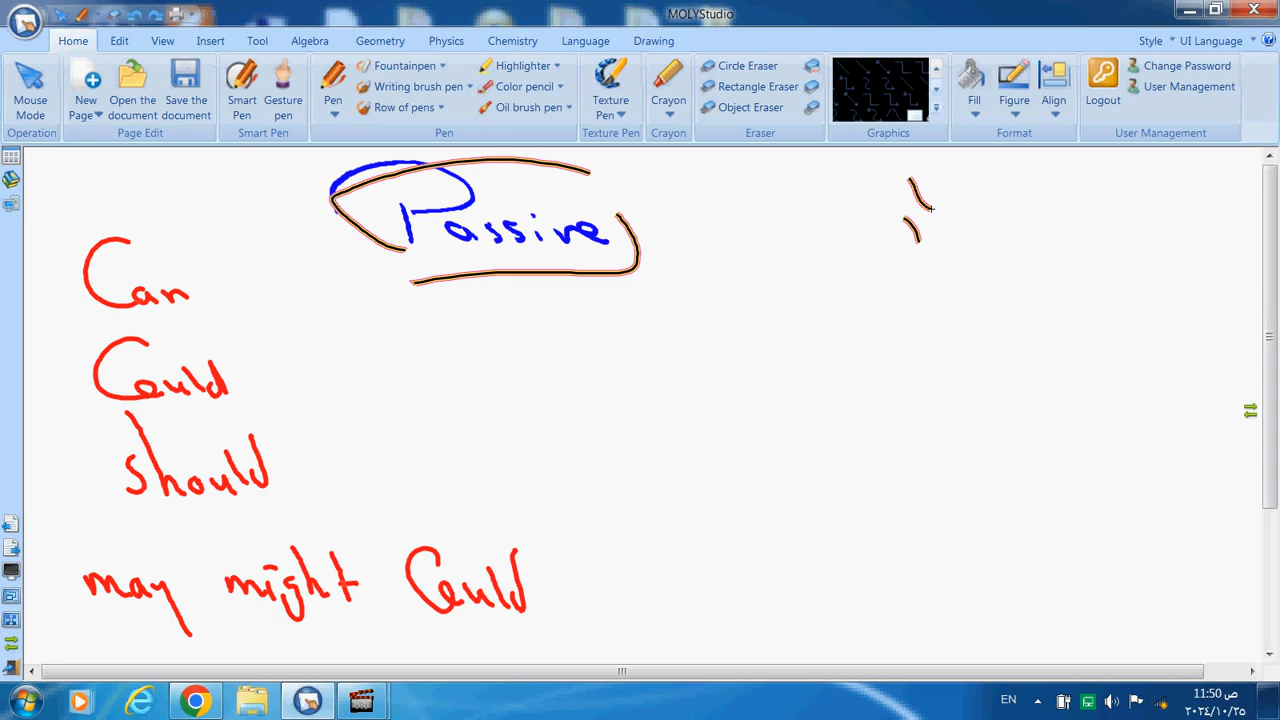 MOLYStudio
Home Edit View Insert Tool Algebra Geometry Physics Chemistry Language Drawing Style UI Language
Mouse Mode New Page Open the document Save the document Smart Pen Gesture pen Pen Fountainpen Writing brush pen Row of pens Highlighter Color pencil Oil brush pen Texture Pen Crayon Circle Eraser Rectangle Eraser Object Eraser Fill Figure Align Logout Change Password User Management
Operation Page Edit Smart Pen Pen Texture Pen Crayon Eraser Graphics Format User Management
Passive
Can
Could
Should
may might Could
EN
11:50 ص
٢٠٢٤/١٠/٢٥